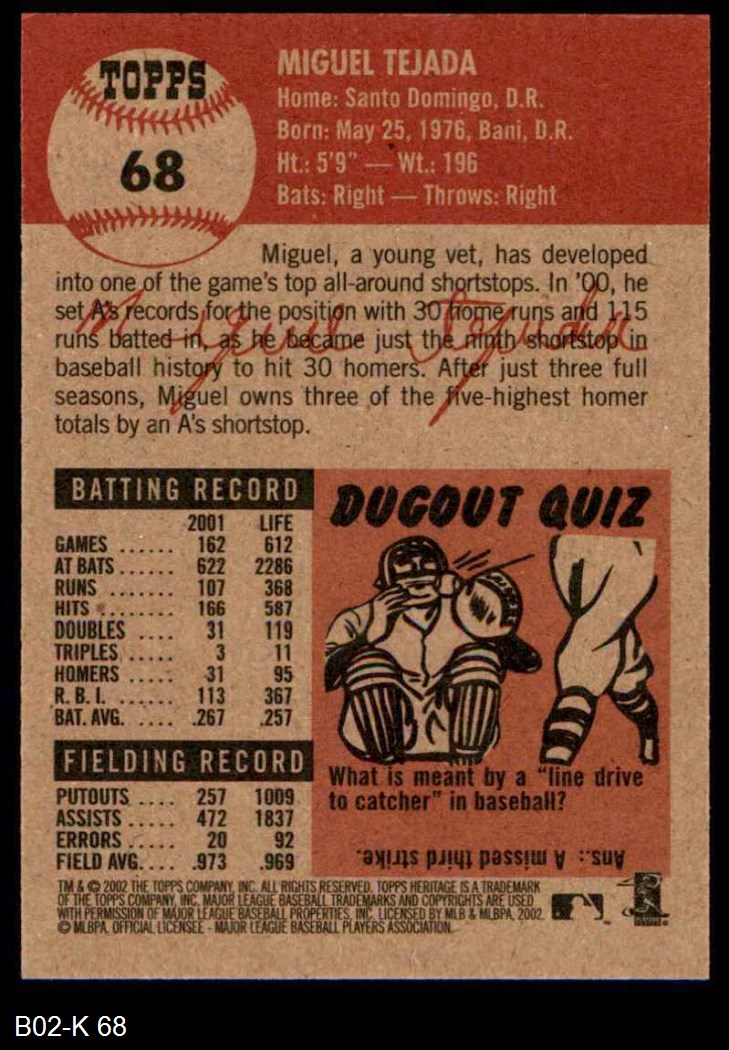 TOPPS
68
MIGUEL TEJADA
Home: Santo Domingo, D.R.
Born: May 25, 1976, Bani, D.R.
Ht.: 5'9" — Wt.: 196
Bats: Right — Throws: Right
Miguel, a young vet, has developed
into one of the game's top all-around shortstops. In '00, he
set A's records for the position with 30 home runs and 115
runs batted in, as he became just the ninth shortstop in
baseball history to hit 30 homers. After just three full
seasons, Miguel owns three of the five-highest homer
totals by an A's shortstop.
Miguel Tejada
BATTING RECORD
2001 LIFE
GAMES ...... 162 612
AT BATS ...... 622 2286
RUNS ....... 107 368
HITS ........ 166 587
DOUBLES .... 31 119
TRIPLES ..... 3 11
HOMERS ..... 31 95
R.B.I. ....... 113 367
BAT. AVG. .... .267 .257
FIELDING RECORD
PUTOUTS .... 257 1009
ASSISTS ..... 472 1837
ERRORS ..... 20 92
FIELD AVG. ... .973 .969
DUGOUT QUIZ
What is meant by a "line drive
to catcher" in baseball?
Ans.: A missed third strike.
TM & © 2002 THE TOPPS COMPANY, INC. ALL RIGHTS RESERVED. TOPPS HERITAGE IS A TRADEMARK
OF THE TOPPS COMPANY, INC. MAJOR LEAGUE BASEBALL TRADEMARKS AND COPYRIGHTS ARE USED
WITH PERMISSION OF MAJOR LEAGUE BASEBALL PROPERTIES, INC. LICENSED BY MLB & MLBPA, 2002
© MLBPA, OFFICIAL LICENSEE - MAJOR LEAGUE BASEBALL PLAYERS ASSOCIATION.
B02-K 68